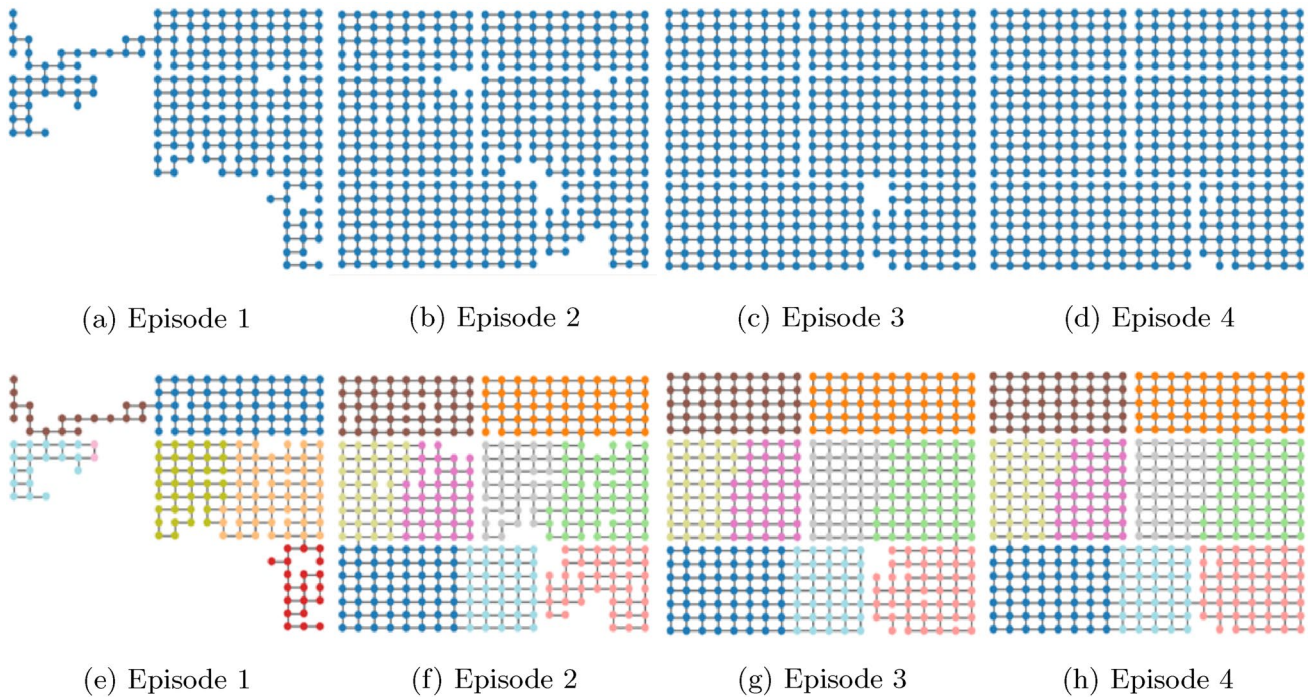 (a) Episode 1
(b) Episode 2
(c) Episode 3
(d) Episode 4
(e) Episode 1
(f) Episode 2
(g) Episode 3
(h) Episode 4